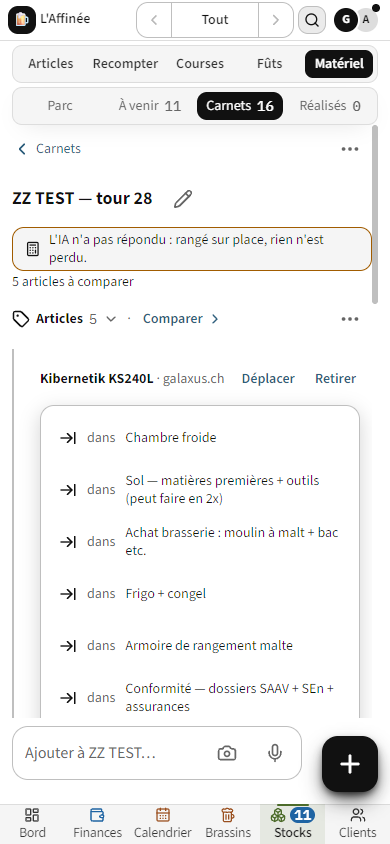 L'Affinée
Tout
G A
Articles Recompter Courses Fûts Matériel
Parc À venir 11 Carnets 16 Réalisés 0
Carnets
ZZ TEST — tour 28
L'IA n'a pas répondu : rangé sur place, rien n'est
perdu.
5 articles à comparer
Articles 5 · Comparer
Kibernetik KS240L · galaxus.ch Déplacer Retirer
dans Chambre froide
dans Sol — matières premières + outils
(peut faire en 2x)
dans Achat brasserie : moulin à malt + bac
etc.
dans Frigo + congel
dans Armoire de rangement malte
dans Conformité — dossiers SAAV + SEn +
assurances
Ajouter à ZZ TEST…
11
Bord Finances Calendrier Brassins Stocks Clients